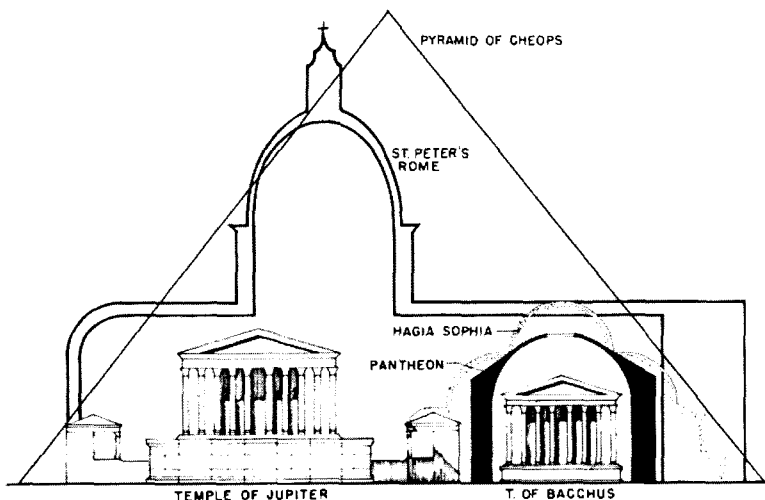 PYRAMID OF CHEOPS
ST. PETER'S
ROME
HAGIA SOPHIA
PANTHEON
TEMPLE OF JUPITER
T. OF BACCHUS